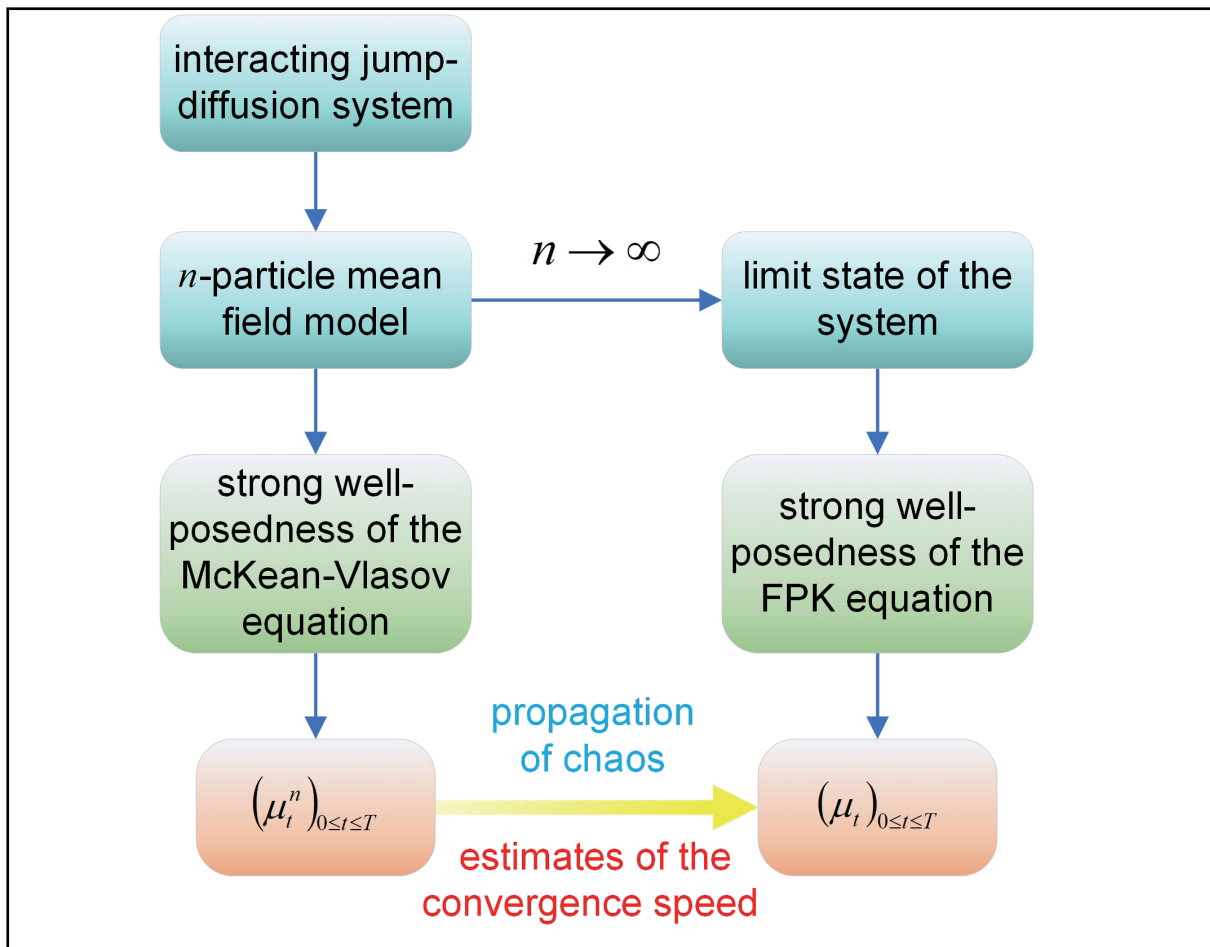 interacting jump-
diffusion system
n-particle mean
field model
n → ∞
limit state of the
system
strong well-
posedness of the
McKean-Vlasov
equation
strong well-
posedness of the
FPK equation
propagation
of chaos
(μₜⁿ)₀≤t≤T
(μₜ)₀≤t≤T
estimates of the
convergence speed